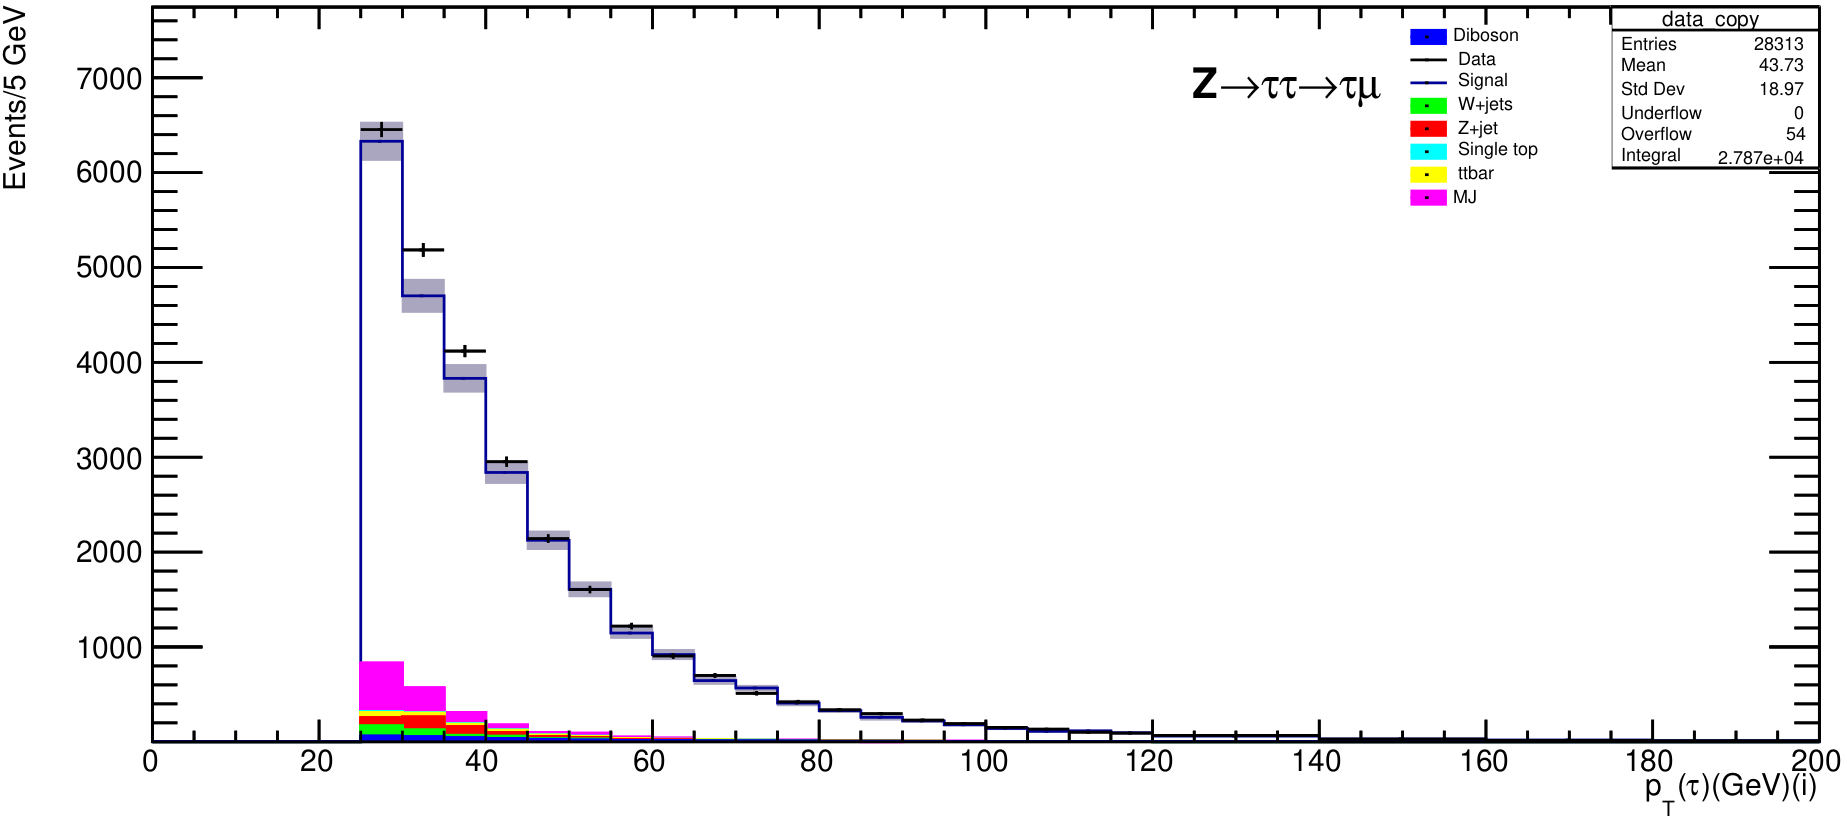 Events/5 GeV
7000
6000
5000
4000
3000
2000
1000
0 20 40 60 80 100 120 140 160 180 200
p_T(τ)(GeV)(i)
Z→ττ→τμ
Diboson
Data
Signal
W+jets
Z+jet
Single top
ttbar
MJ
data_copy
Entries 28313
Mean 43.73
Std Dev 18.97
Underflow 0
Overflow 54
Integral 2.787e+04